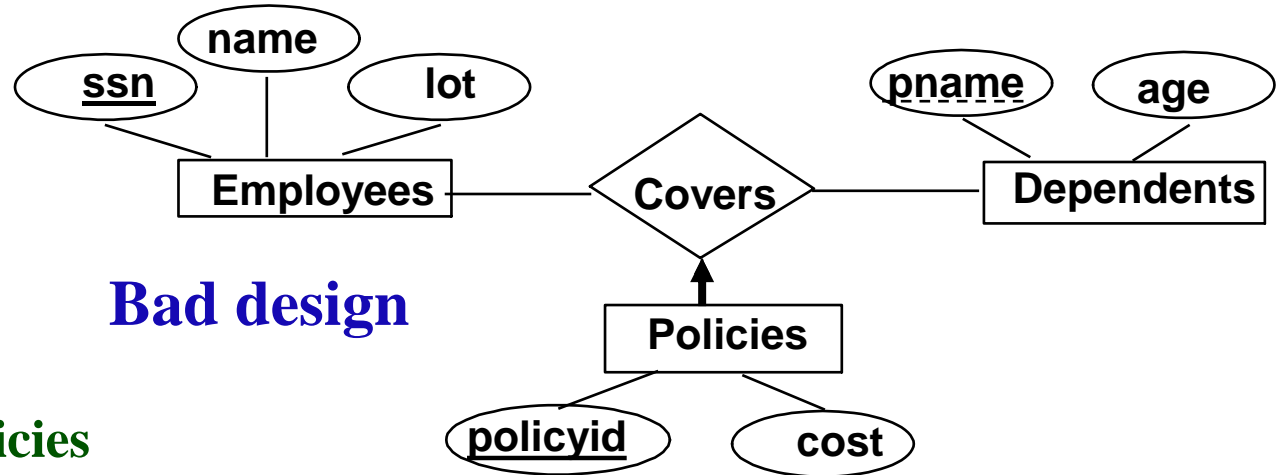 name
ssn
lot
pname
age
Employees
Covers
Dependents
Bad design
Policies
policyid
cost
icies